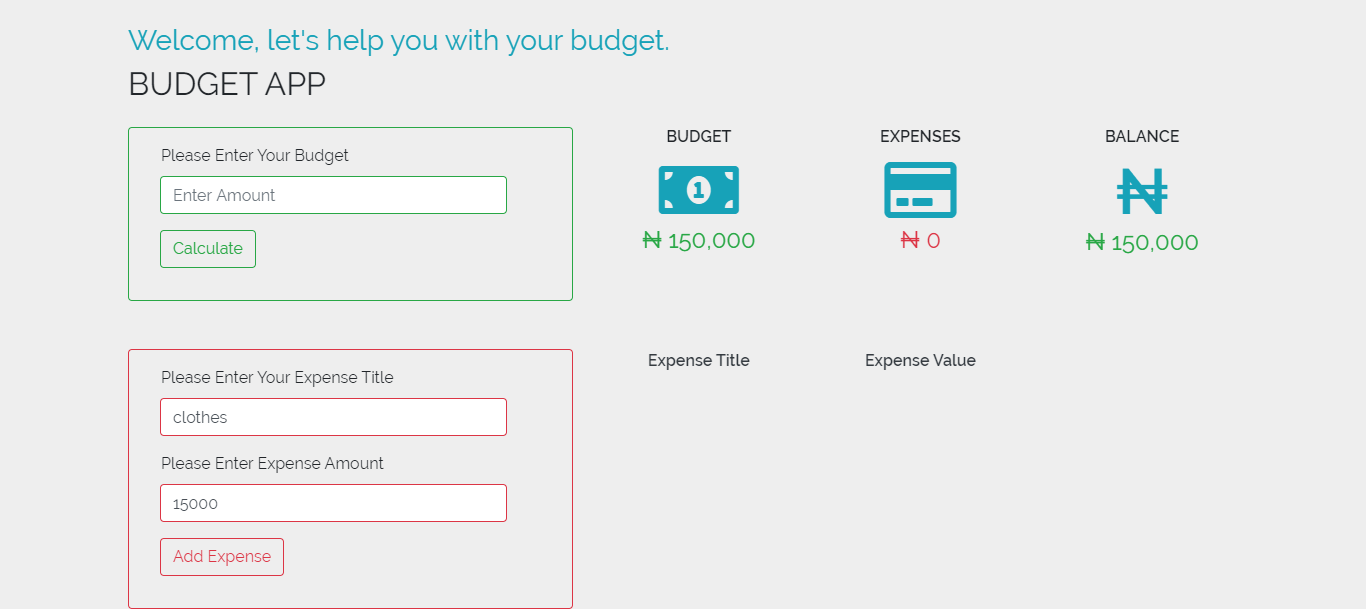 Welcome, let's help you with your budget.
BUDGET APP
Please Enter Your Budget
Enter Amount
Calculate
BUDGET
₦ 150,000
EXPENSES
₦ 0
BALANCE
₦
₦ 150,000
Please Enter Your Expense Title
clothes
Please Enter Expense Amount
15000
Add Expense
Expense Title
Expense Value